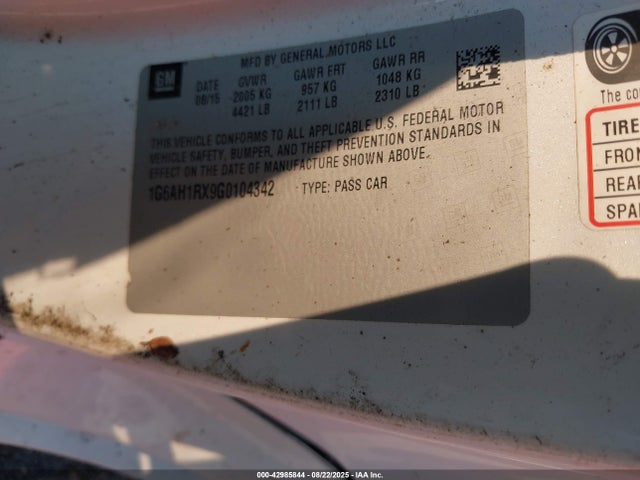 MFD BY GENERAL MOTORS LLC
GM
DATE GVWR GAWR FRT GAWR RR
08/15 2005 KG 957 KG 1048 KG
4421 LB 2111 LB 2310 LB
THIS VEHICLE CONFORMS TO ALL APPLICABLE U.S. FEDERAL MOTOR
VEHICLE SAFETY, BUMPER, AND THEFT PREVENTION STANDARDS IN
EFFECT ON THE DATE OF MANUFACTURE SHOWN ABOVE.
1G6AH1RX9G0104342 TYPE: PASS CAR
The co
TIRE
FRON
REAR
SPA
000-42985844 - 08/22/2025 - IAA Inc.